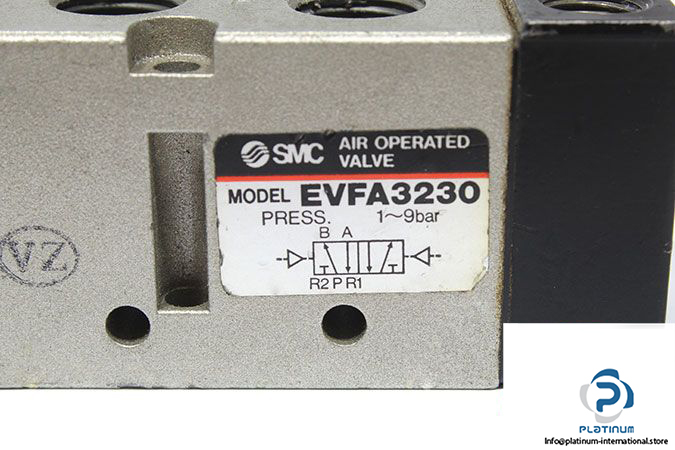 SMC AIR OPERATED VALVE
MODEL EVFA3230
PRESS. 1~9bar
B A
R2 P R1
VZ
P
PLATINUM
Info@platinum-international.store